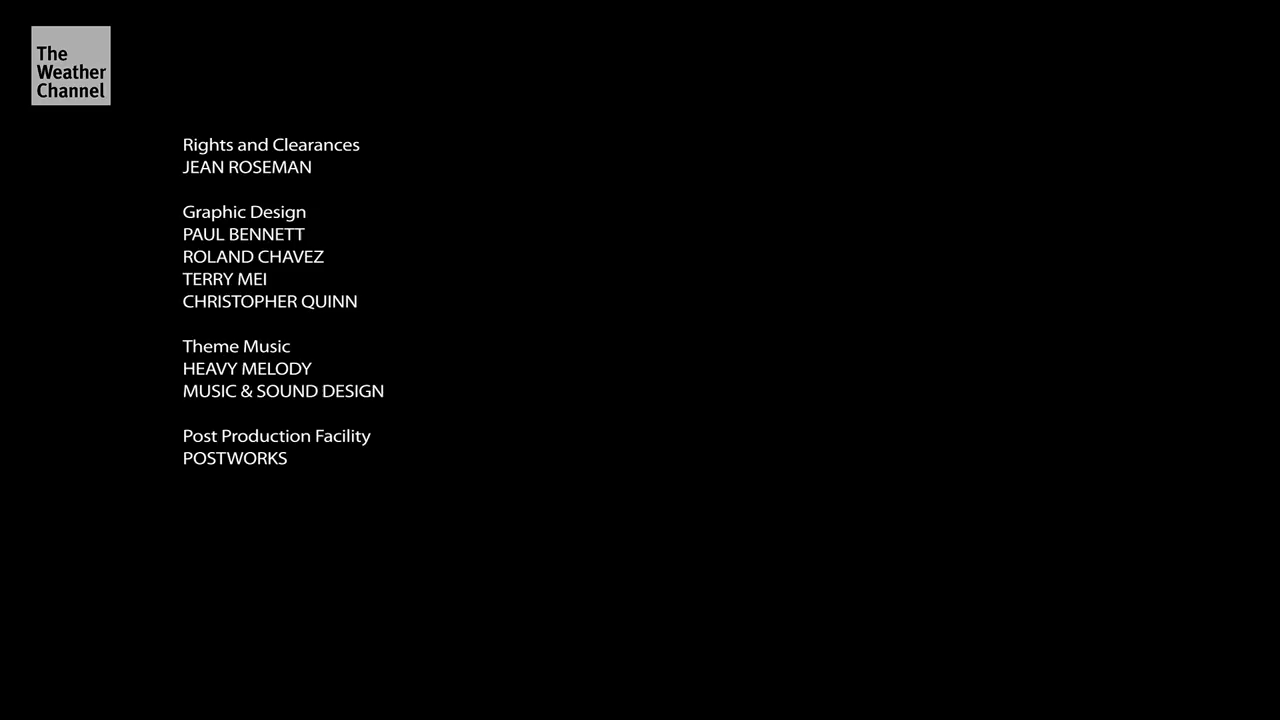 The
Weather
Channel
Rights and Clearances
JEAN ROSEMAN
Graphic Design
PAUL BENNETT
ROLAND CHAVEZ
TERRY MEI
CHRISTOPHER QUINN
Theme Music
HEAVY MELODY
MUSIC & SOUND DESIGN
Post Production Facility
POSTWORKS